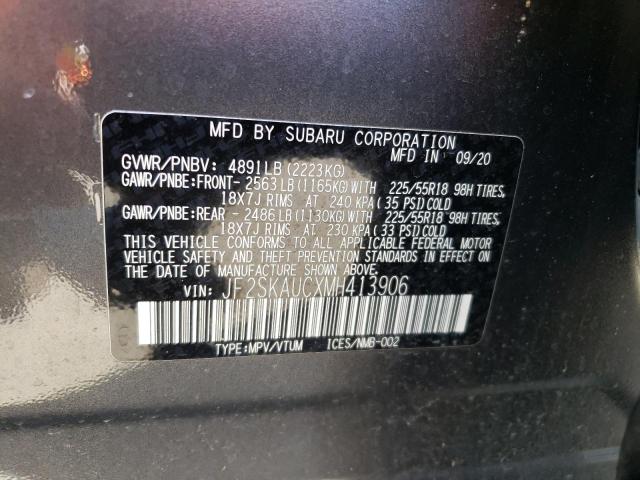 MFD BY SUBARU CORPORATION
MFD IN 09/20
GVWR/PNBV: 4891LB (2223KG)
GAWR/PNBE:FRONT- 2563 LB (1165KG) WITH 225/55R18 98H TIRES,
18X7J RIMS AT 240 KPA ( 35 PSI) COLD
GAWR/PNBE:REAR - 2486 LB (1130KG) WITH 225/55R18 98H TIRES,
18X7J RIMS AT 230 KPA ( 33 PSI) COLD
THIS VEHICLE CONFORMS TO ALL APPLICABLE FEDERAL MOTOR
VEHICLE SAFETY, BUMPER, AND THEFT PREVENTION STANDARDS
IN EFFECT ON THE DATE OF MANUFACTURE SHOWN ABOVE.
VIN: JF2SKAUCXMH413906
TYPE:MPV/VTUM ICES/NMB-002